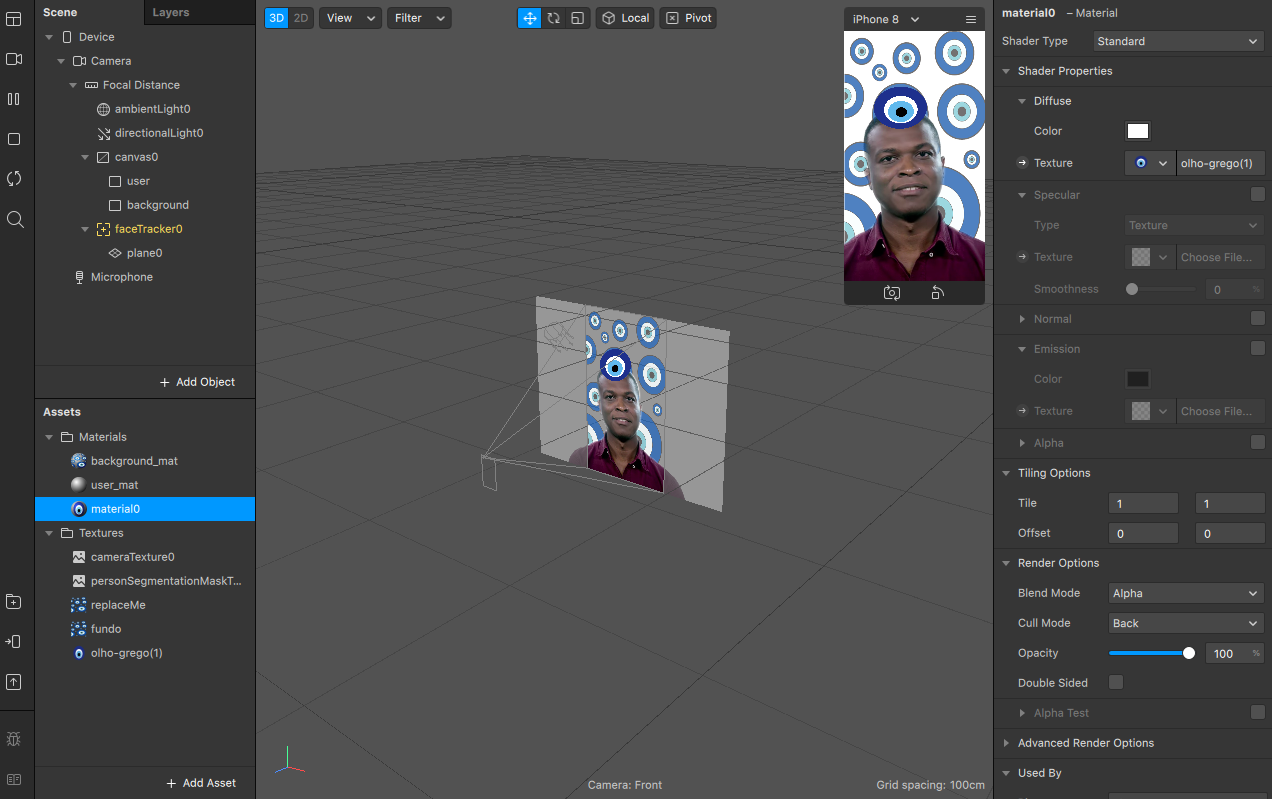 Scene
Layers
Device
Camera
Focal Distance
ambientLight0
directionalLight0
canvas0
user
background
faceTracker0
plane0
Microphone
Add Object
Assets
Materials
background_mat
user_mat
material0
Textures
cameraTexture0
personSegmentationMaskT...
replaceMe
fundo
olho-grego(1)
Add Asset
3D 2D View Filter Local Pivot
iPhone 8
Camera: Front
Grid spacing: 100cm
material0 – Material
Shader Type Standard
Shader Properties
Diffuse
Color
Texture olho-grego(1)
Specular
Type Texture
Texture Choose File...
Smoothness 0 %
Normal
Emission
Color
Texture Choose File...
Alpha
Tiling Options
Tile 1 1
Offset 0 0
Render Options
Blend Mode Alpha
Cull Mode Back
Opacity 100 %
Double Sided
Alpha Test
Advanced Render Options
Used By